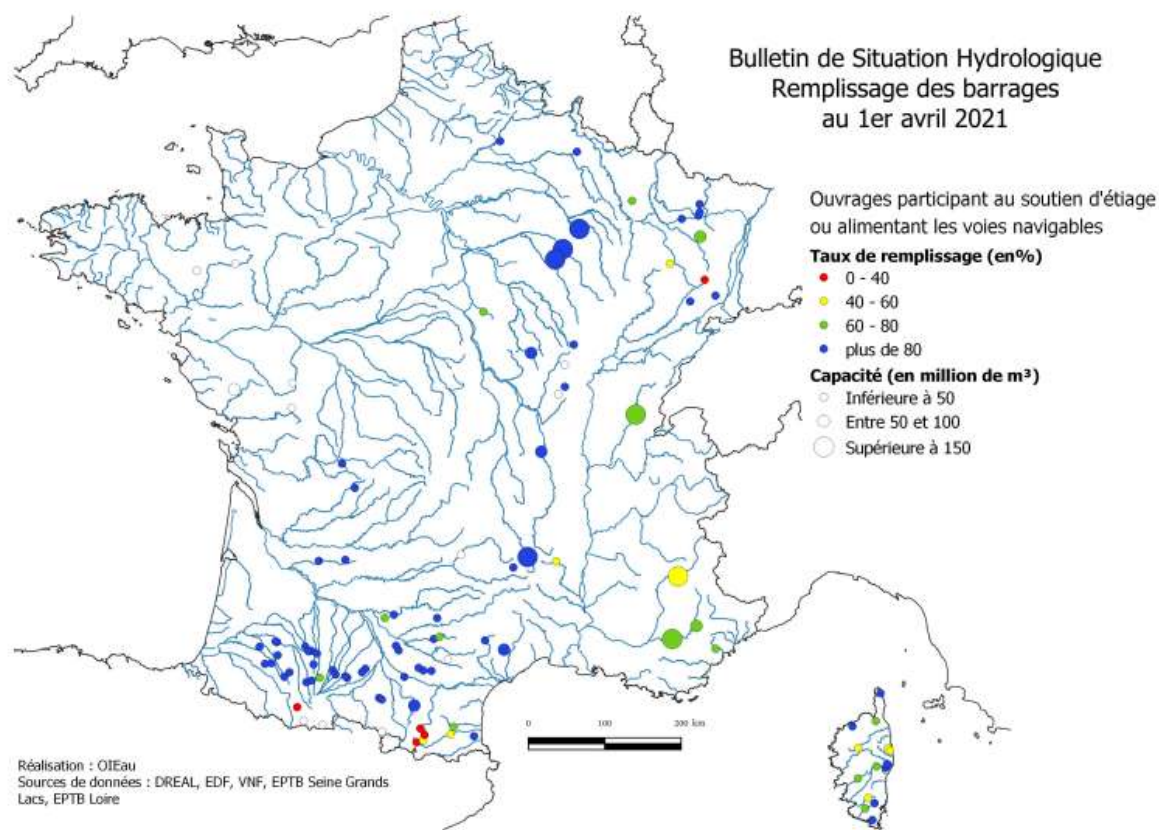 Bulletin de Situation Hydrologique
Remplissage des barrages
au 1er avril 2021
Ouvrages participant au soutien d'étiage
ou alimentant les voies navigables
Taux de remplissage (en%)
0 - 40
40 - 60
60 - 80
plus de 80
Capacité (en million de m³)
Inférieure à 50
Entre 50 et 100
Supérieure à 150
0 100 200 km
Réalisation : OIEau
Sources de données : DREAL, EDF, VNF, EPTB Seine Grands
Lacs, EPTB Loire